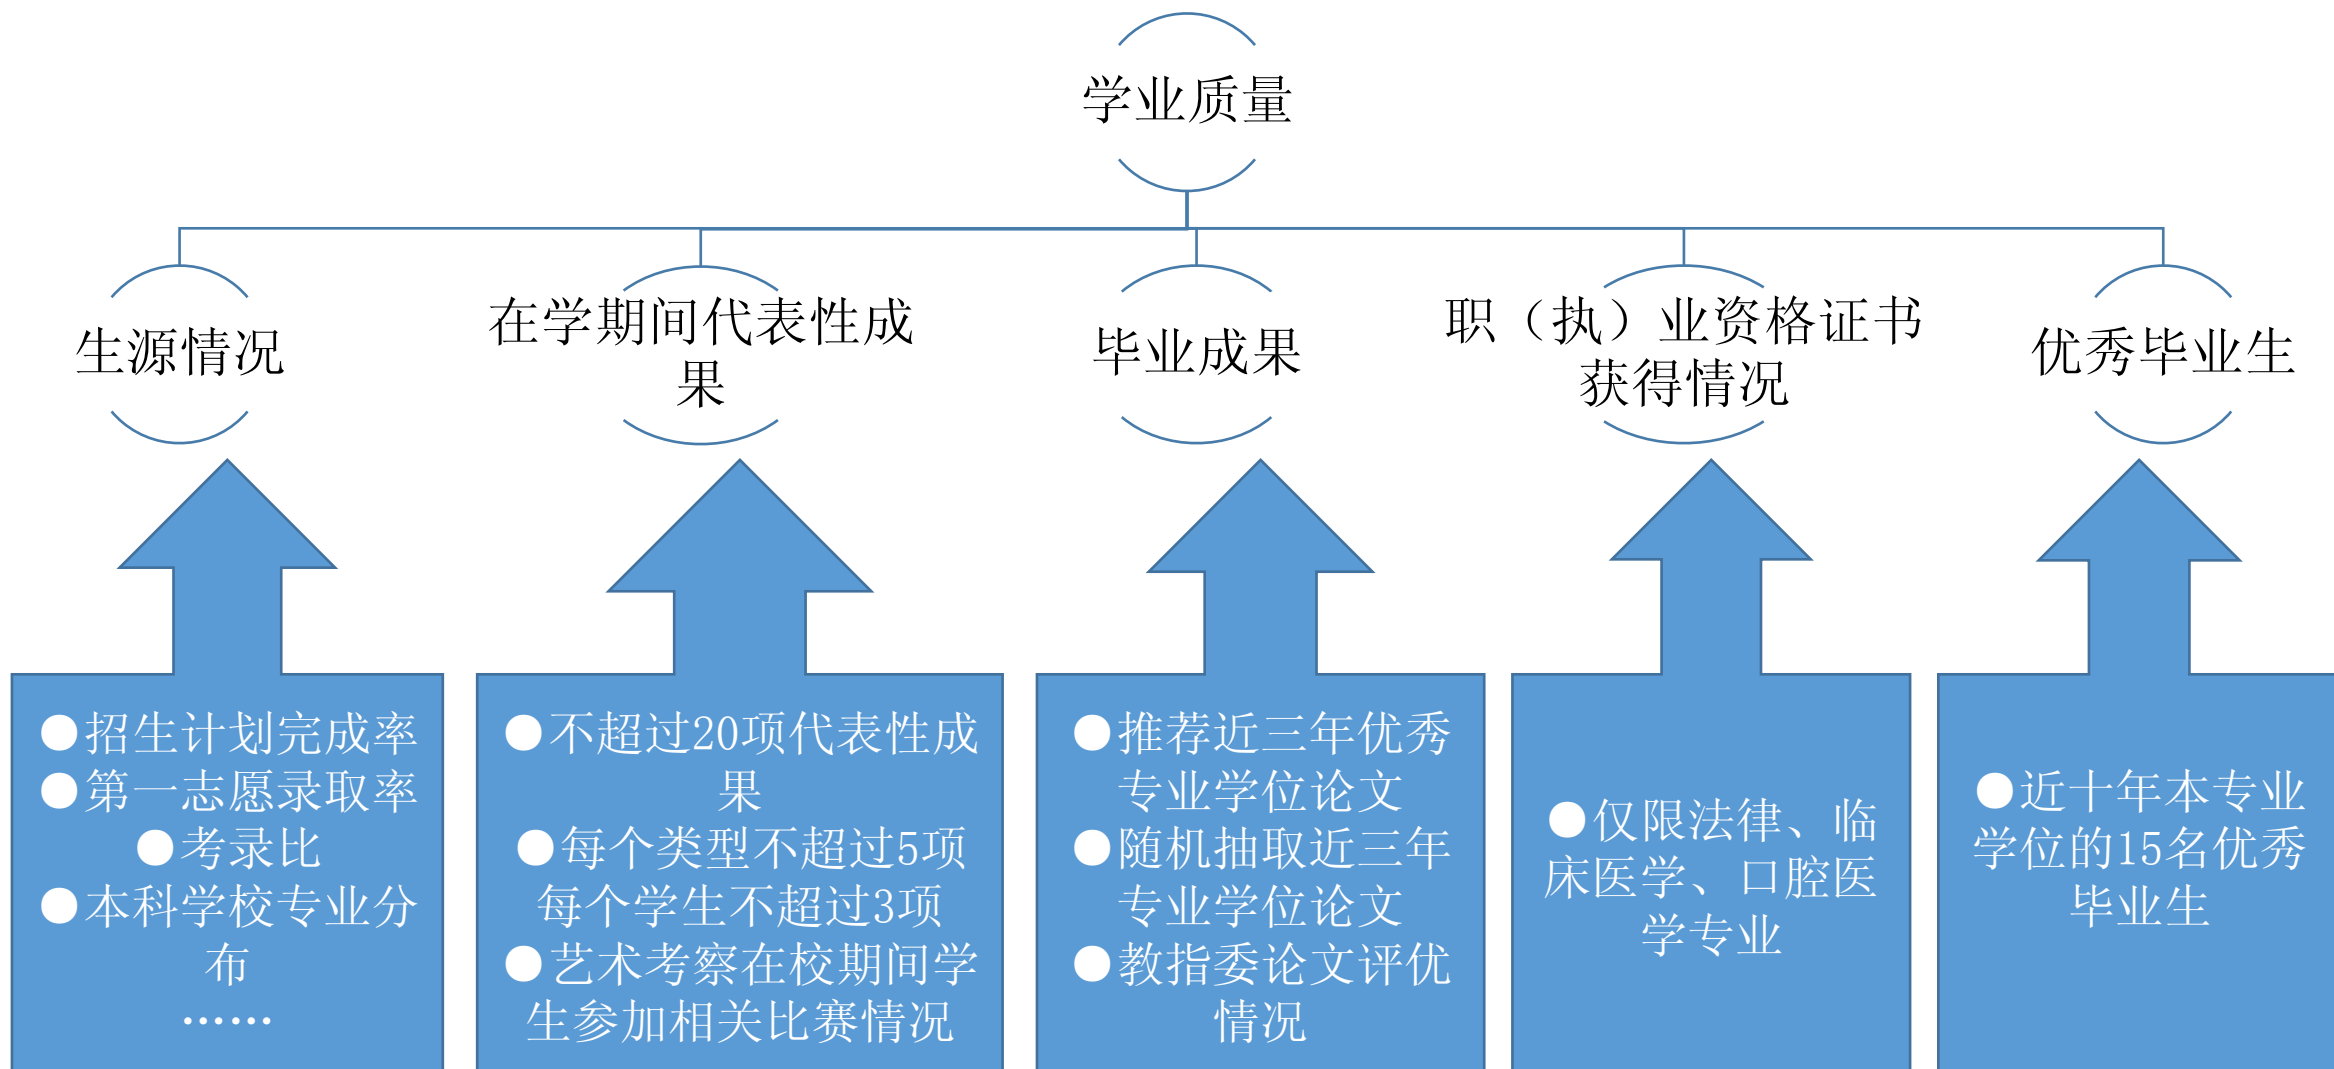 学业质量
生源情况
在学期间代表性成
果
毕业成果
职（执）业资格证书
获得情况
优秀毕业生
●招生计划完成率
●第一志愿录取率
●考录比
●本科学校专业分
布
……
●不超过20项代表性成
果
●每个类型不超过5项
每个学生不超过3项
●艺术考察在校期间学
生参加相关比赛情况
●推荐近三年优秀
专业学位论文
●随机抽取近三年
专业学位论文
●教指委论文评优
情况
●仅限法律、临
床医学、口腔医
学专业
●近十年本专业
学位的15名优秀
毕业生